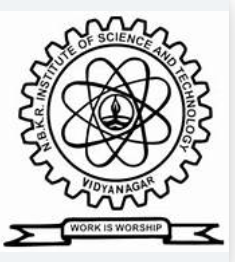 N.B.K.R. INSTITUTE OF SCIENCE AND TECHNOLOGY
VIDYANAGAR
WORK IS WORSHIP